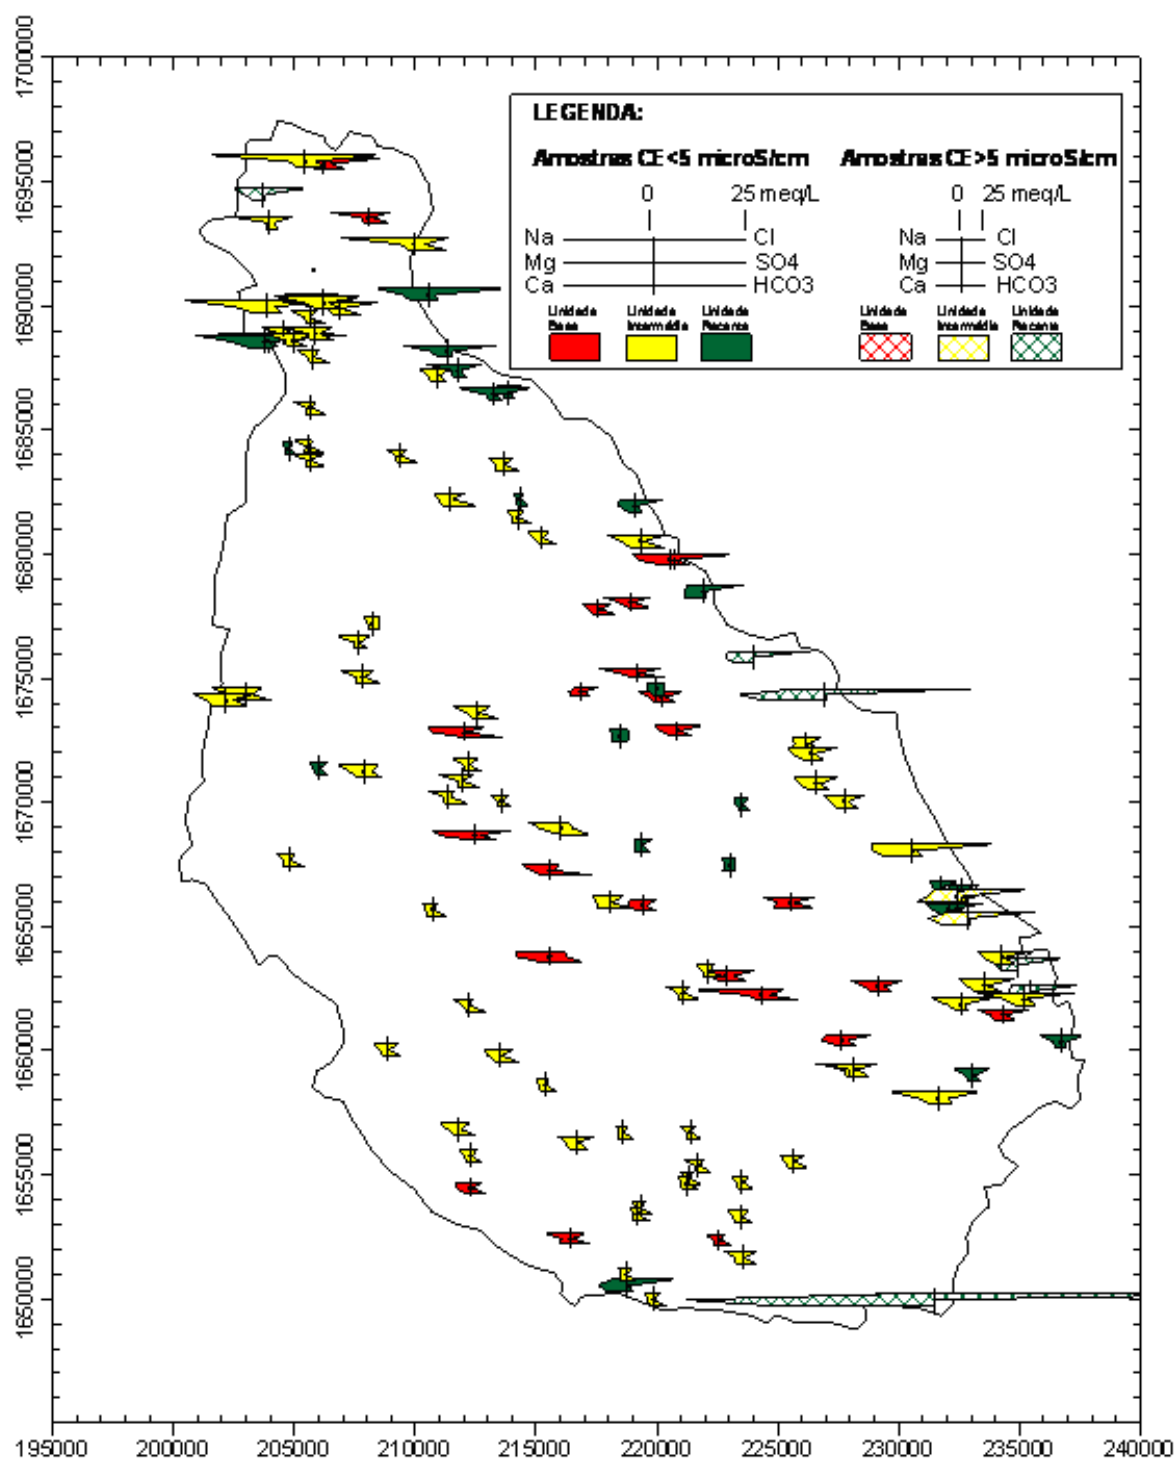 1700000
1695000
1690000
1685000
1680000
1675000
1670000
1665000
1660000
1655000
1650000
LEGENDA:
Amostras CE<5 microS/cm
Amostras CE>5 microS/cm
0 25 meq/L
0 25 meq/L
Na Cl
Mg SO4
Ca HCO3
Na Cl
Mg SO4
Ca HCO3
Unidade Base
Unidade Intermédia
Unidade Recente
Unidade Base
Unidade Intermédia
Unidade Recente
195000 200000 205000 210000 215000 220000 225000 230000 235000 240000